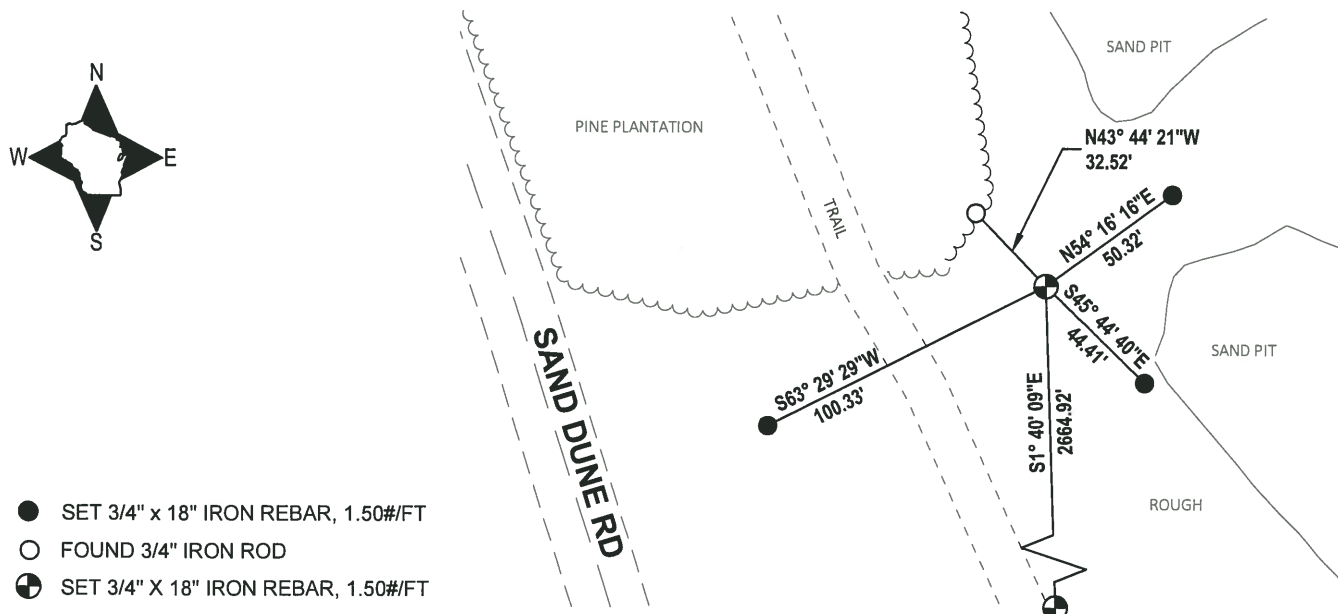 N
W
E
S
PINE PLANTATION
SAND PIT
N43° 44' 21"W
32.52'
TRAIL
N54° 16' 16"E
50.32'
S45° 44' 40"E
44.41'
SAND PIT
S63° 29' 29"W
100.33'
S1° 40' 09"E
2664.92'
SAND DUNE RD
ROUGH
SET 3/4" x 18" IRON REBAR, 1.50#/FT
FOUND 3/4" IRON ROD
SET 3/4" X 18" IRON REBAR, 1.50#/FT